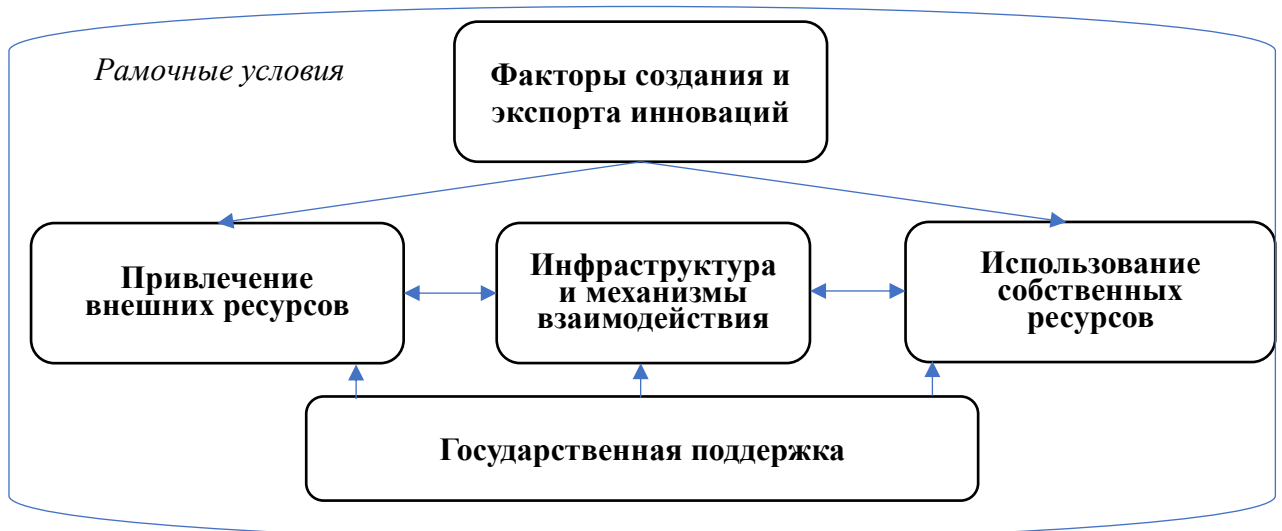 Рамочные условия
Факторы создания и
экспорта инноваций
Привлечение
внешних ресурсов
Инфраструктура
и механизмы
взаимодействия
Использование
собственных
ресурсов
Государственная поддержка